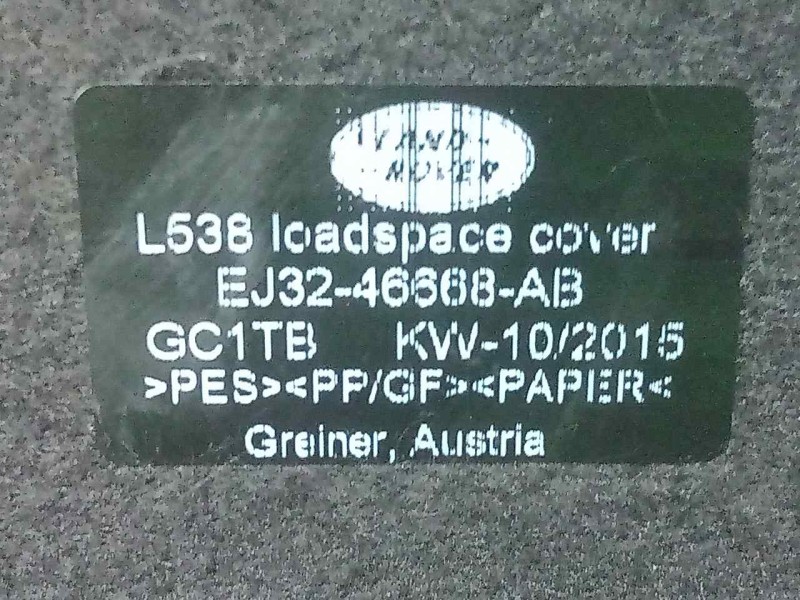 LAND-
-ROVER
L538 loadspace cover
EJ32-46668-AB
GC1TB KW-10/2015
>PES><PP/GF><PAPER<
Greiner, Austria